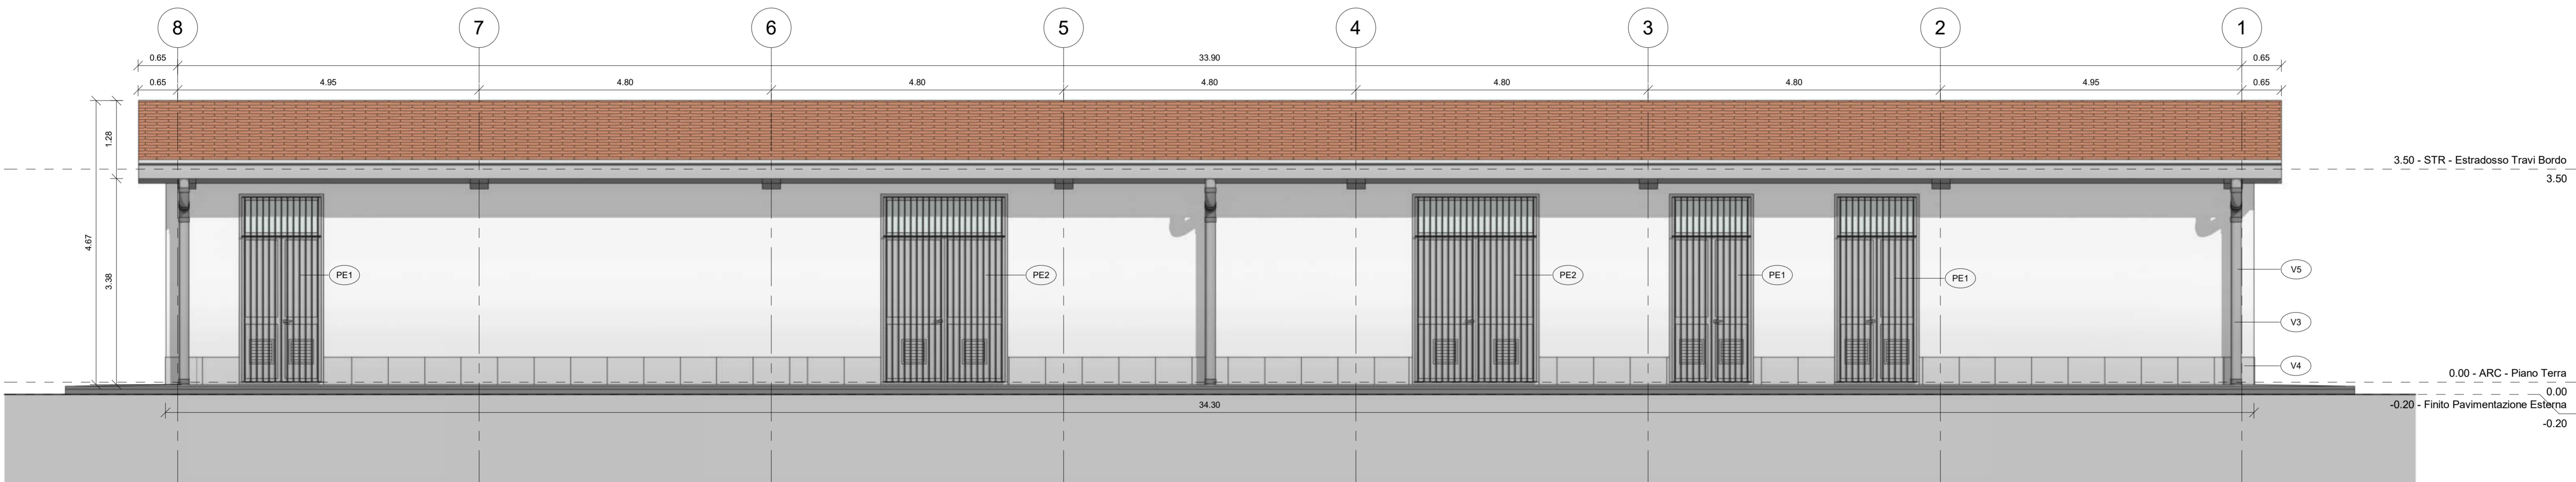 8 7 6 5 4 3 2 1
0.65 33.90 0.65
0.65 4.95 4.80 4.80 4.80 4.80 4.80 4.95 0.65
1.28
4.67
3.38
3.50 - STR - Estradosso Travi Bordo
3.50
PE1 PE2 PE2 PE1 PE1
V5
V3
V4
0.00 - ARC - Piano Terra
0.00
-0.20 - Finito Pavimentazione Esterna
-0.20
34.30